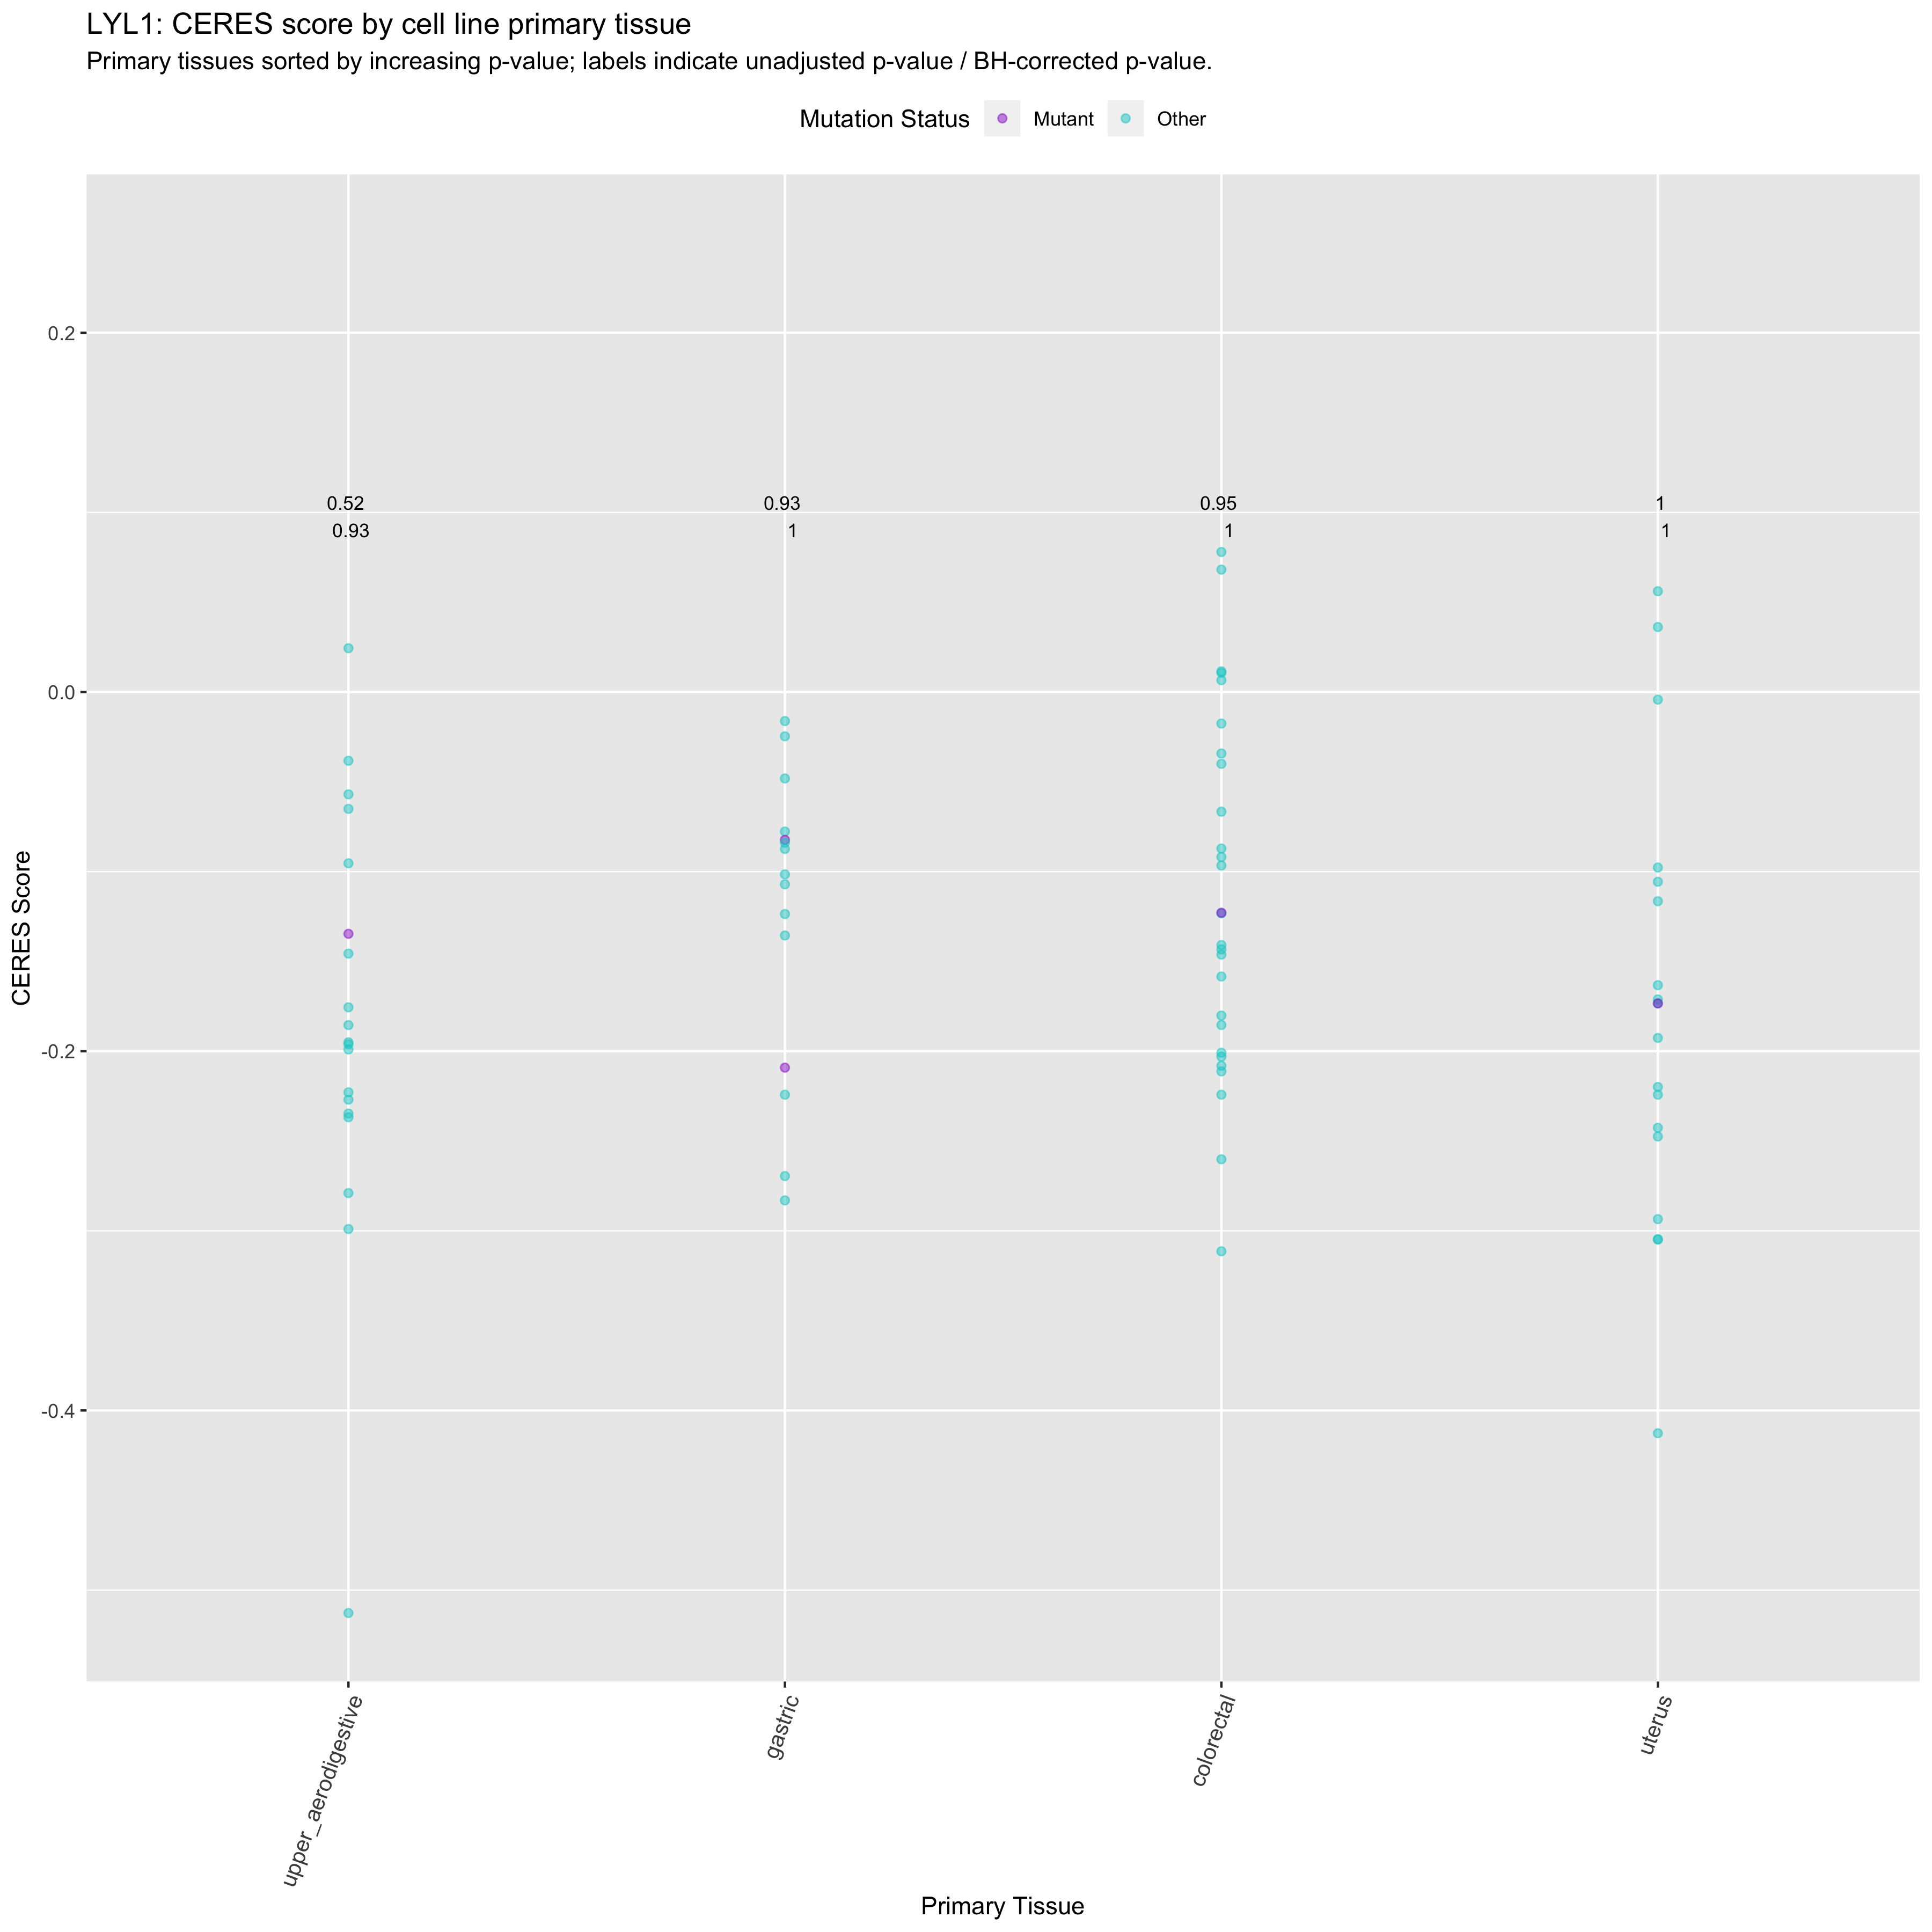 LYL1: CERES score by cell line primary tissue
Primary tissues sorted by increasing p-value; labels indicate unadjusted p-value / BH-corrected p-value.
Mutation Status Mutant Other
0.2
0.52 0.93 0.95 1
0.93 1 1 1
0.0
CERES Score
-0.2
-0.4
upper_aerodigestive gastric colorectal uterus
Primary Tissue